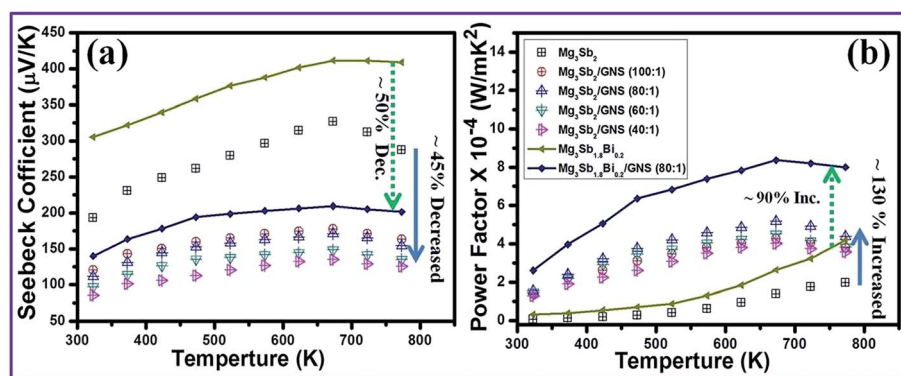 (a)
Seebeck Cofficient (µV/K)
450
400
350
300
250
200
150
100
50
0
300 400 500 600 700 800
Temperture (K)
~ 50% Dec.
~ 45% Decreased
(b)
Power Factor X 10⁻⁴ (W/mK²)
14
12
10
8
6
4
2
0
300 400 500 600 700 800
Temperture (K)
Mg₃Sb₂
Mg₃Sb₂/GNS (100:1)
Mg₃Sb₂/GNS (80:1)
Mg₃Sb₂/GNS (60:1)
Mg₃Sb₂/GNS (40:1)
Mg₃Sb₁.₈Bi₀.₂
Mg₃Sb₁.₈Bi₀.₂/GNS (80:1)
~ 90% Inc.
~ 130 % Increased